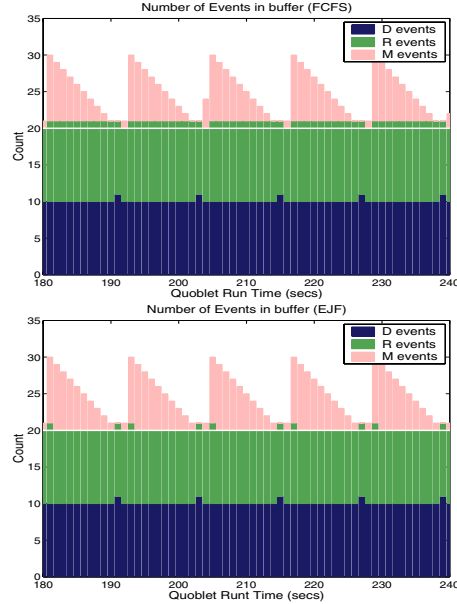 Number of Events in buffer (FCFS)
35
30
25
20
15
10
5
0
Count
D events
R events
M events
180 190 200 210 220 230 240
Quoblet Run Time (secs)
Number of Events in buffer (EJF)
35
30
25
20
15
10
5
0
Count
D events
R events
M events
180 190 200 210 220 230 240
Quoblet Runt Time (secs)